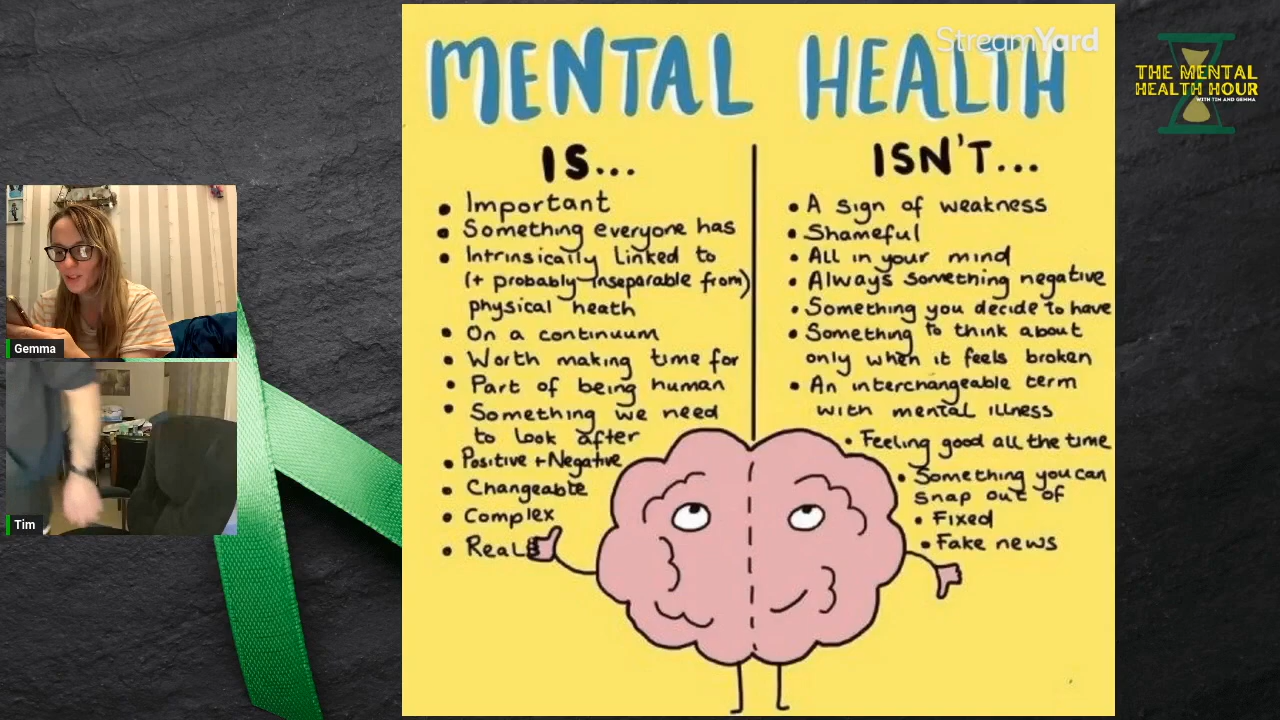 StreamYard
THE MENTAL
HEALTH HOUR
WITH TIM AND GEMMA
MENTAL HEALTH
IS...
• Important
• Something everyone has
• Intrinsically linked to
(+ probably inseparable from)
physical heath
• On a continuum
• Worth making time for
• Part of being human
• Something we need
to look after
• Positive + Negative
• Changeable
• Complex
• Real
ISN'T...
• A sign of weakness
• Shameful
• All in your mind
• Always something negative
• Something you decide to have
• Something to think about
only when it feels broken
• An interchangeable term
with mental illness
• Feeling good all the time
• Something you can
snap out of
• Fixed
• Fake news
Gemma
Tim